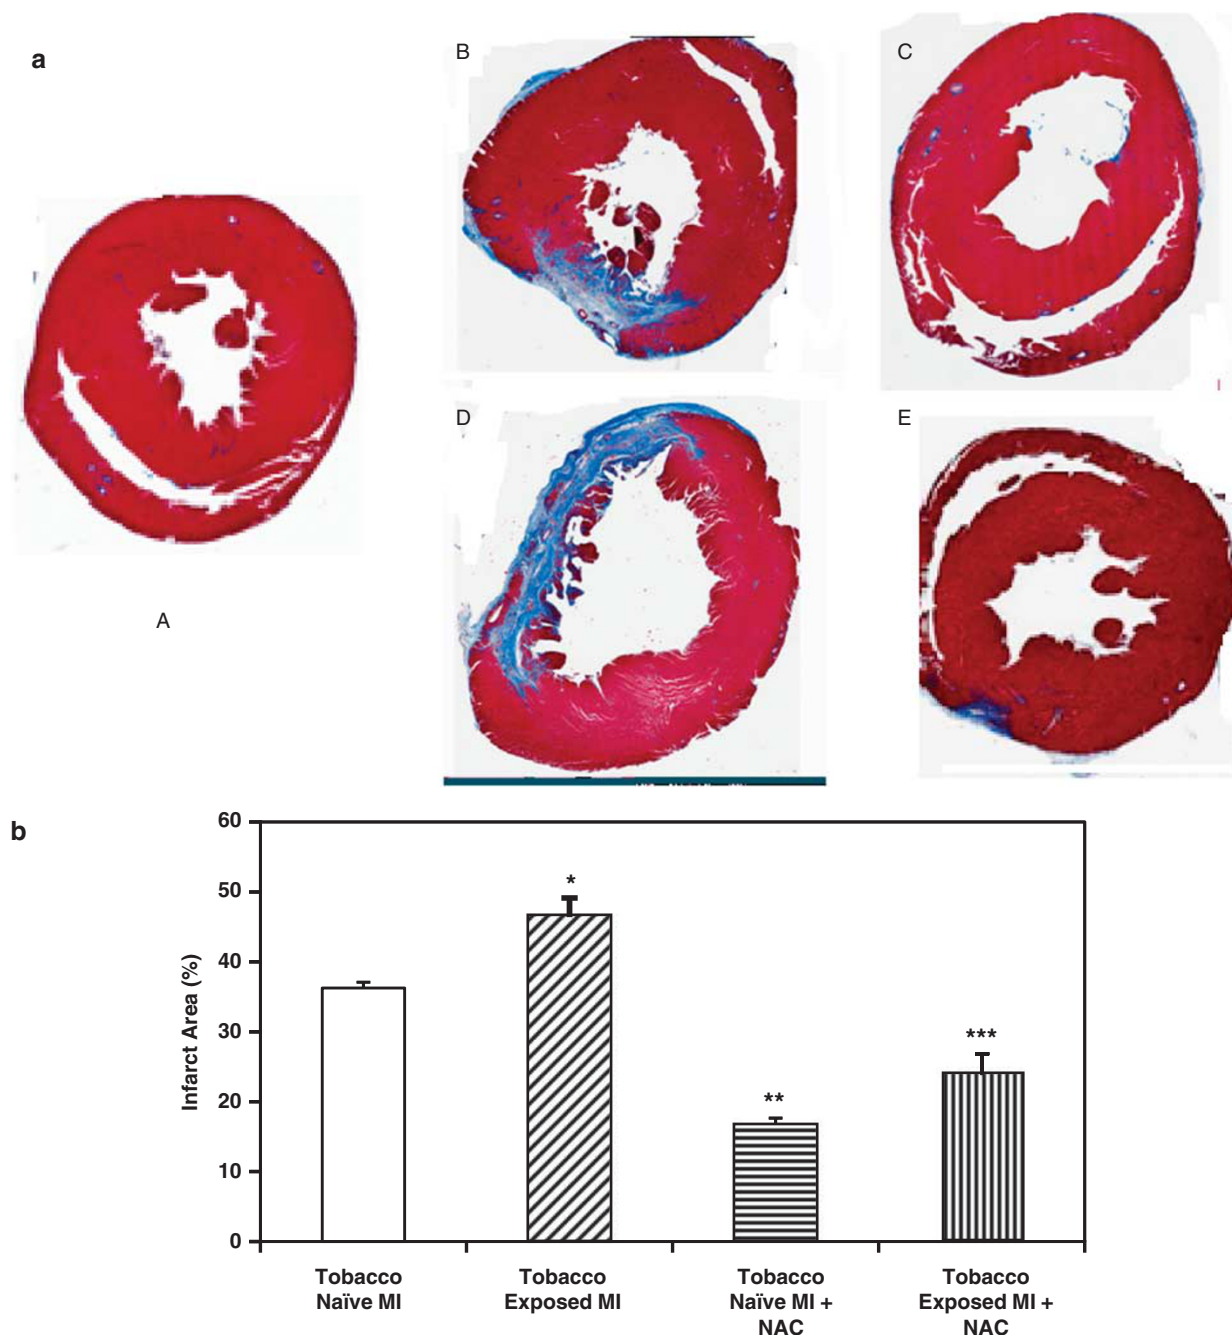 a
B
C
D
E
A
b
60
50
40
30
20
10
0
Infarct Area (%)
*
**
***
Tobacco
Naïve MI
Tobacco
Exposed MI
Tobacco
Naïve MI +
NAC
Tobacco
Exposed MI +
NAC